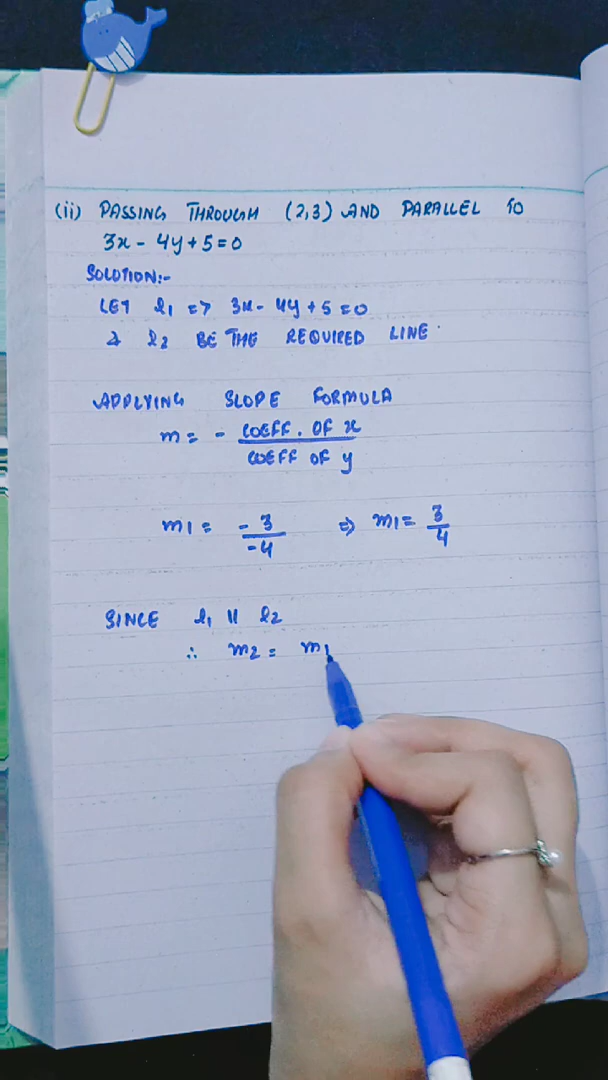 (ii) PASSING THROUGH (2,3) AND PARALLEL TO
3x - 4y + 5 = 0
SOLUTION:-
LET l₁ => 3x - 4y + 5 = 0
& l₂ BE THE REQUIRED LINE.
APPLYING SLOPE FORMULA
m = - COEFF. OF x
COEFF OF y
m₁ = -3/-4 => m₁ = 3/4
SINCE l₁ || l₂
∴ m₂ = m₁